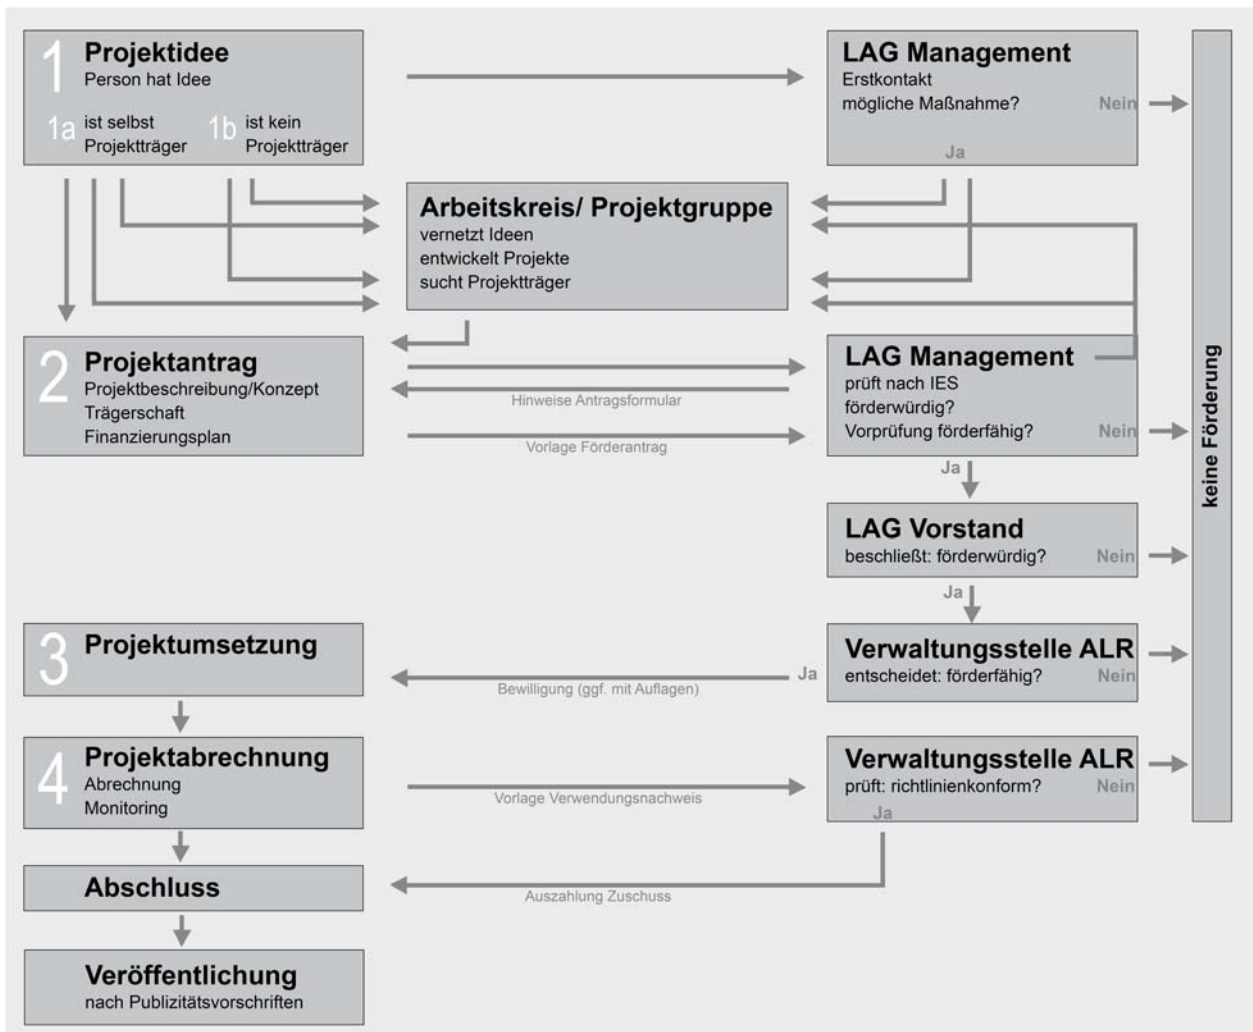 1
Projektidee
Person hat Idee
1a ist selbst
Projektträger
1b ist kein
Projektträger
LAG Management
Erstkontakt
mögliche Maßnahme? Nein
Ja
Arbeitskreis/ Projektgruppe
vernetzt Ideen
entwickelt Projekte
sucht Projektträger
2
Projektantrag
Projektbeschreibung/Konzept
Trägerschaft
Finanzierungsplan
Hinweise Antragsformular
Vorlage Förderantrag
LAG Management
prüft nach IES
förderwürdig?
Vorprüfung förderfähig? Nein
Ja
LAG Vorstand
beschließt: förderwürdig? Nein
Ja
3
Projektumsetzung
Bewilligung (ggf. mit Auflagen)
Ja
Verwaltungsstelle ALR
entscheidet: förderfähig? Nein
4
Projektabrechnung
Abrechnung
Monitoring
Vorlage Verwendungsnachweis
Verwaltungsstelle ALR
prüft: richtlinienkonform? Nein
Ja
Abschluss
Auszahlung Zuschuss
Veröffentlichung
nach Publizitätsvorschriften
keine Förderung